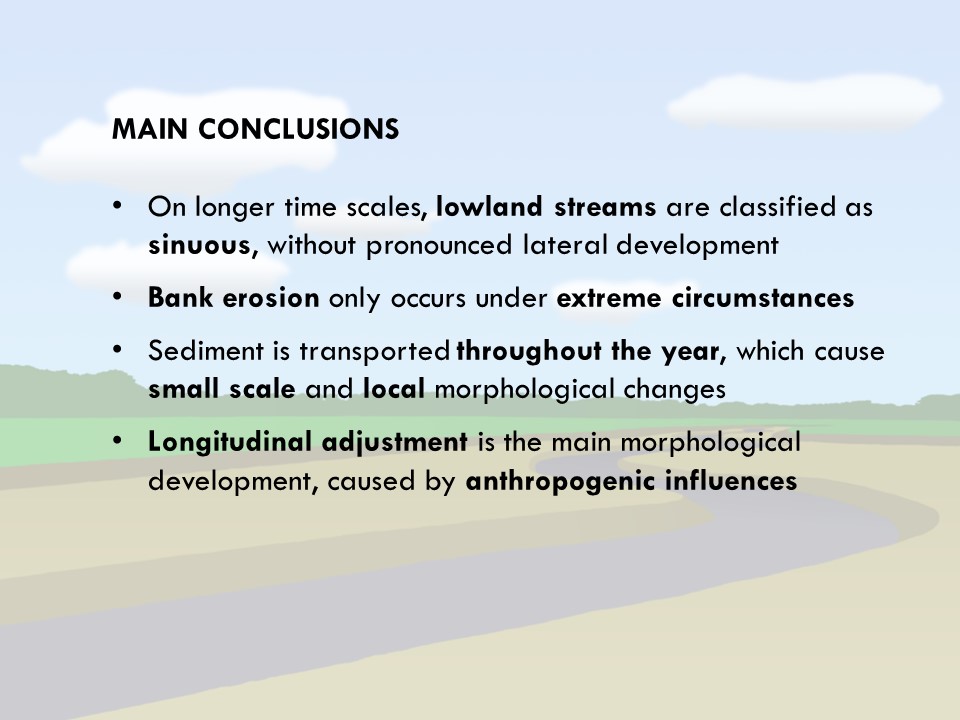 MAIN CONCLUSIONS
• On longer time scales, lowland streams are classified as
sinuous, without pronounced lateral development
• Bank erosion only occurs under extreme circumstances
• Sediment is transported throughout the year, which cause
small scale and local morphological changes
• Longitudinal adjustment is the main morphological
development, caused by anthropogenic influences